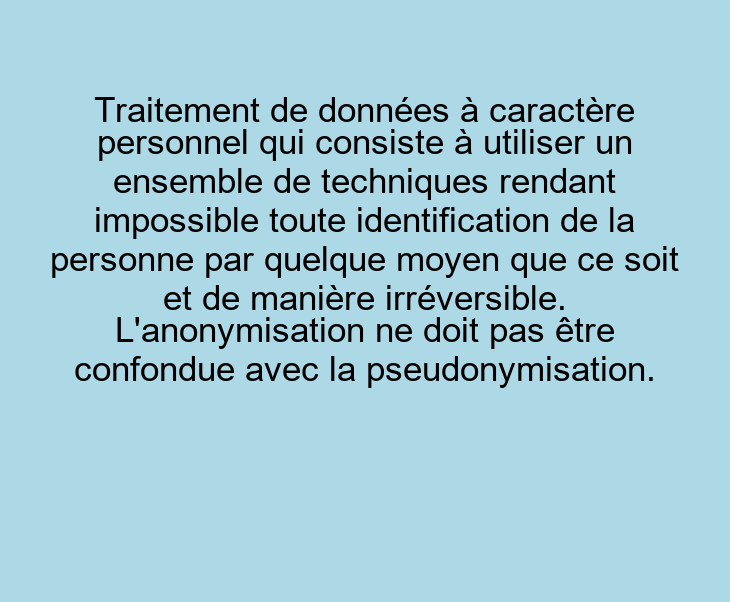 Traitement de données à caractère
personnel qui consiste à utiliser un
ensemble de techniques rendant
impossible toute identification de la
personne par quelque moyen que ce soit
et de manière irréversible.
L'anonymisation ne doit pas être
confondue avec la pseudonymisation.